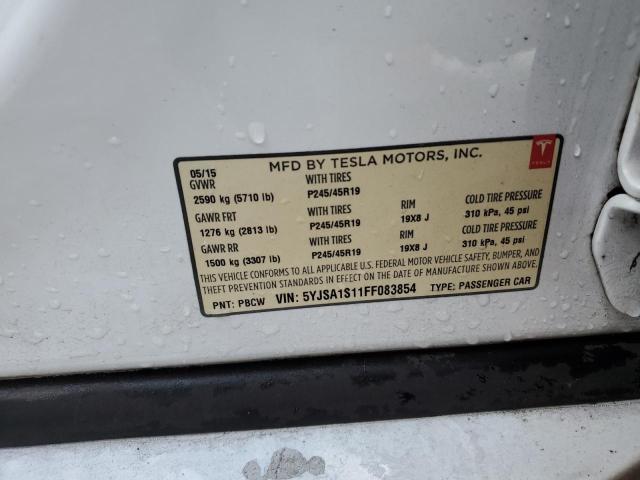 MFD BY TESLA MOTORS, INC.
TESLA
05/15
GVWR WITH TIRES
2590 kg (5710 lb) P245/45R19 RIM COLD TIRE PRESSURE
GAWR FRT WITH TIRES 19X8 J 310 kPa, 45 psi
1276 kg (2813 lb) P245/45R19 RIM COLD TIRE PRESSURE
GAWR RR WITH TIRES 19X8 J 310 kPa, 45 psi
1500 kg (3307 lb) P245/45R19
THIS VEHICLE CONFORMS TO ALL APPLICABLE U.S. FEDERAL MOTOR VEHICLE SAFETY, BUMPER, AND
THEFT PREVENTION STANDARDS IN EFFECT ON THE DATE OF MANUFACTURE SHOWN ABOVE.
PNT: PBCW VIN: 5YJSA1S11FF083854 TYPE: PASSENGER CAR